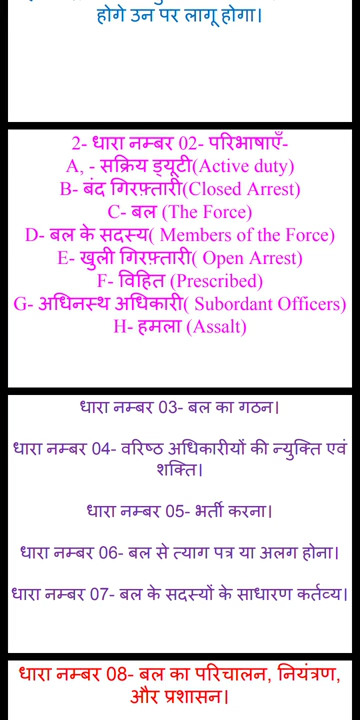 होगे उन पर लागू होगा।
2- धारा नम्बर 02- परिभाषाएँ-
A, - सक्रिय ड्यूटी(Active duty)
B- बंद गिरफ़्तारी(Closed Arrest)
C- बल (The Force)
D- बल के सदस्य( Members of the Force)
E- खुली गिरफ़्तारी( Open Arrest)
F- विहित (Prescribed)
G- अधिनस्थ अधिकारी( Subordant Officers)
H- हमला (Assalt)
धारा नम्बर 03- बल का गठन।
धारा नम्बर 04- वरिष्ठ अधिकारीयों की न्युक्ति एवं
शक्ति।
धारा नम्बर 05- भर्ती करना।
धारा नम्बर 06- बल से त्याग पत्र या अलग होना।
धारा नम्बर 07- बल के सदस्यों के साधारण कर्तव्य।
धारा नम्बर 08- बल का परिचालन, नियंत्रण,
और प्रशासन।